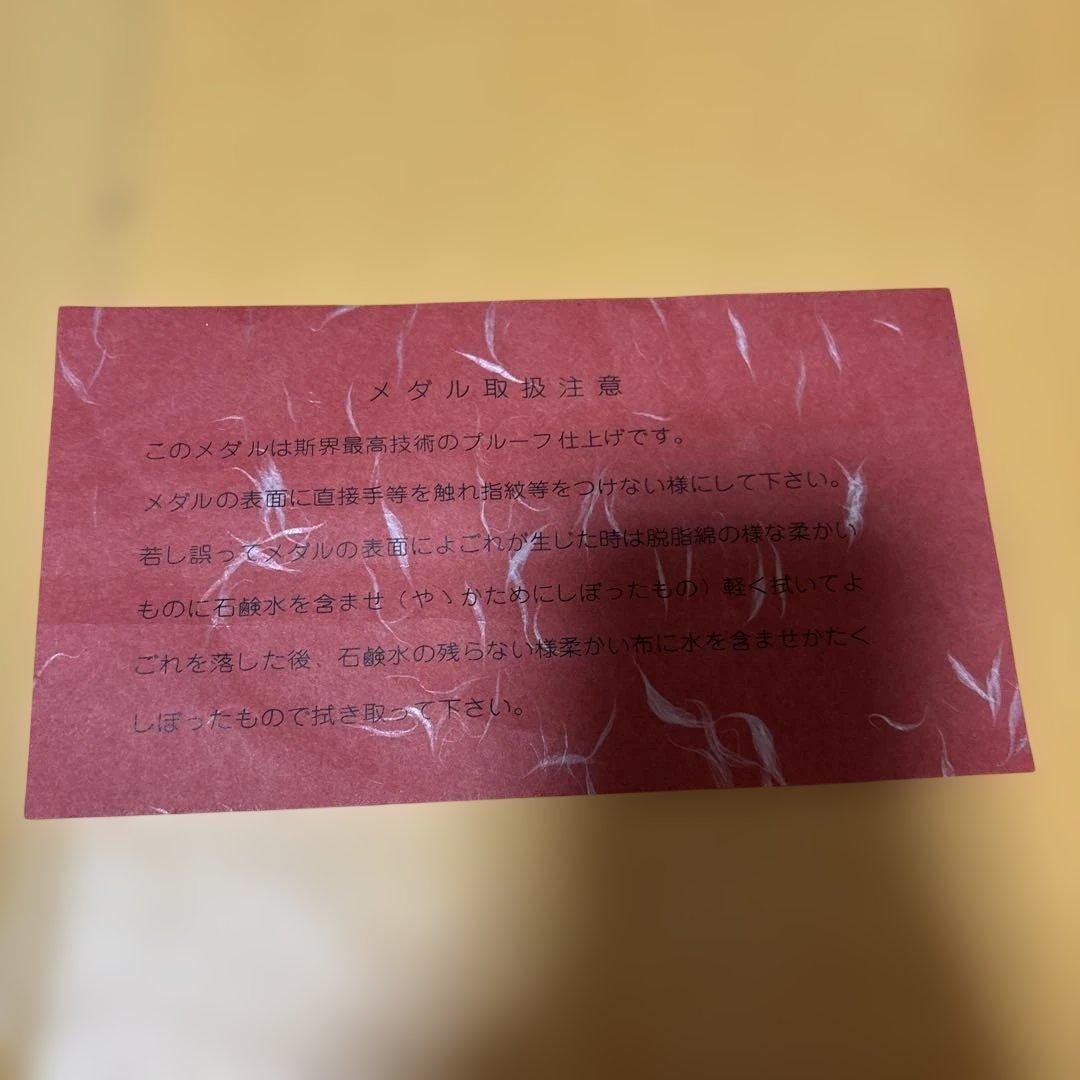 メダル取扱注意
このメダルは斯界最高技術のプルーフ仕上げです。
メダルの表面に直接手等を触れ指紋等をつけない様にして下さい。
若し誤ってメダルの表面によごれが生じた時は脱脂綿の様な柔かい
ものに石鹸水を含ませ（やゝかためにしぼったもの）軽く拭いてよ
ごれを落した後、石鹸水の残らない様柔かい布に水を含ませかたく
しぼったもので拭き取って下さい。